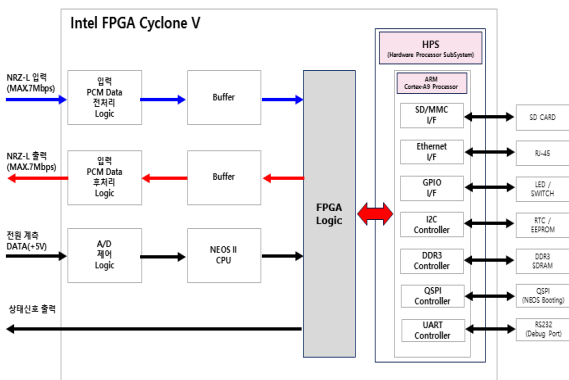 Intel FPGA Cyclone V
NRZ-L 입력
(MAX.7Mbps)
입력
PCM Data
전처리
Logic
Buffer
NRZ-L 출력
(MAX.7Mbps)
입력
PCM Data
후처리
Logic
Buffer
전원 계측
DATA(+5V)
A/D
제어
Logic
NEOS II
CPU
상태신호 출력
FPGA
Logic
HPS
(Hardware Processor SubSystem)
ARM
Cortex-A9 Processor
SD/MMC
I/F
SD CARD
Ethernet
I/F
RJ-45
GPIO
I/F
LED /
SWITCH
I2C
Controller
RTC /
EEPROM
DDR3
Controller
DDR3
SDRAM
QSPI
Controller
QSPI
(NEOS Booting)
UART
Controller
RS232
(Debug Port)